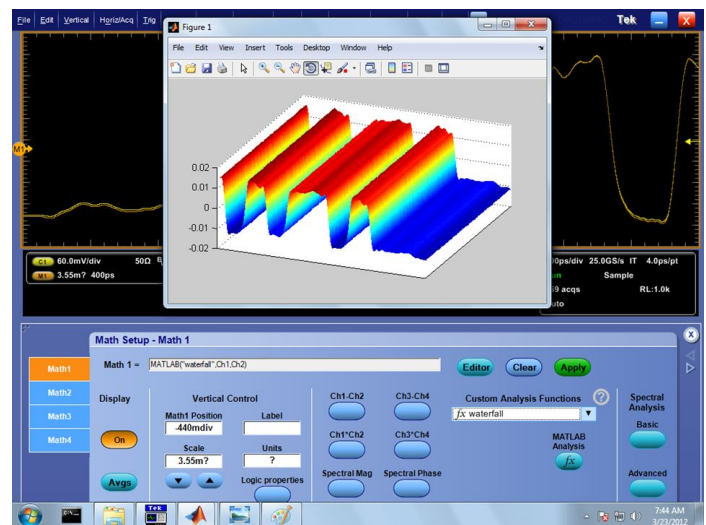 File Edit Vertical Horiz/Acq Trig
Tek
X
Figure 1
File Edit View Insert Tools Desktop Window Help
0.02
0.01
0
-0.01
-0.02
M1
C1 60.0mV/div 50Ω
M1 3.55m? 400ps
00ps/div 25.0GS/s IT 4.0ps/pt
Sample
acqs RL:1.0k
uto
Math Setup - Math 1
X
Math1
Math2
Math3
Math4
Math 1 = MATLAB("waterfall",Ch1,Ch2)
Editor Clear Apply
Display
On
Avgs
Vertical Control
Math1 Position
-440mdiv
Label
Scale
3.55m?
Units
?
Logic properties
Ch1-Ch2 Ch3-Ch4
Ch1*Ch2 Ch3*Ch4
Spectral Mag Spectral Phase
Custom Analysis Functions ?
fx waterfall
MATLAB
Analysis
fx
Spectral
Analysis
Basic
Advanced
Tek
7:44 AM
3/23/2012